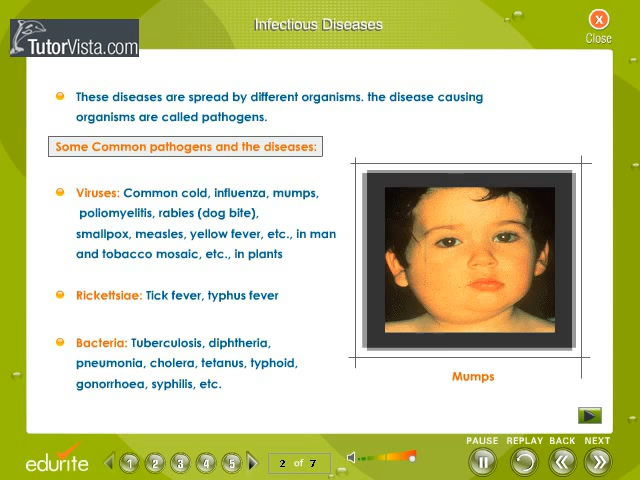 Infectious Diseases
X
Close
TutorVista.com
These diseases are spread by different organisms. the disease causing
organisms are called pathogens.
Some Common pathogens and the diseases:
Viruses: Common cold, influenza, mumps,
poliomyelitis, rabies (dog bite),
smallpox, measles, yellow fever, etc., in man
and tobacco mosaic, etc., in plants
Rickettsiae: Tick fever, typhus fever
Bacteria: Tuberculosis, diphtheria,
pneumonia, cholera, tetanus, typhoid,
gonorrhoea, syphilis, etc.
Mumps
PAUSE REPLAY BACK NEXT
edurite
1 2 3 4 5
2 of 7